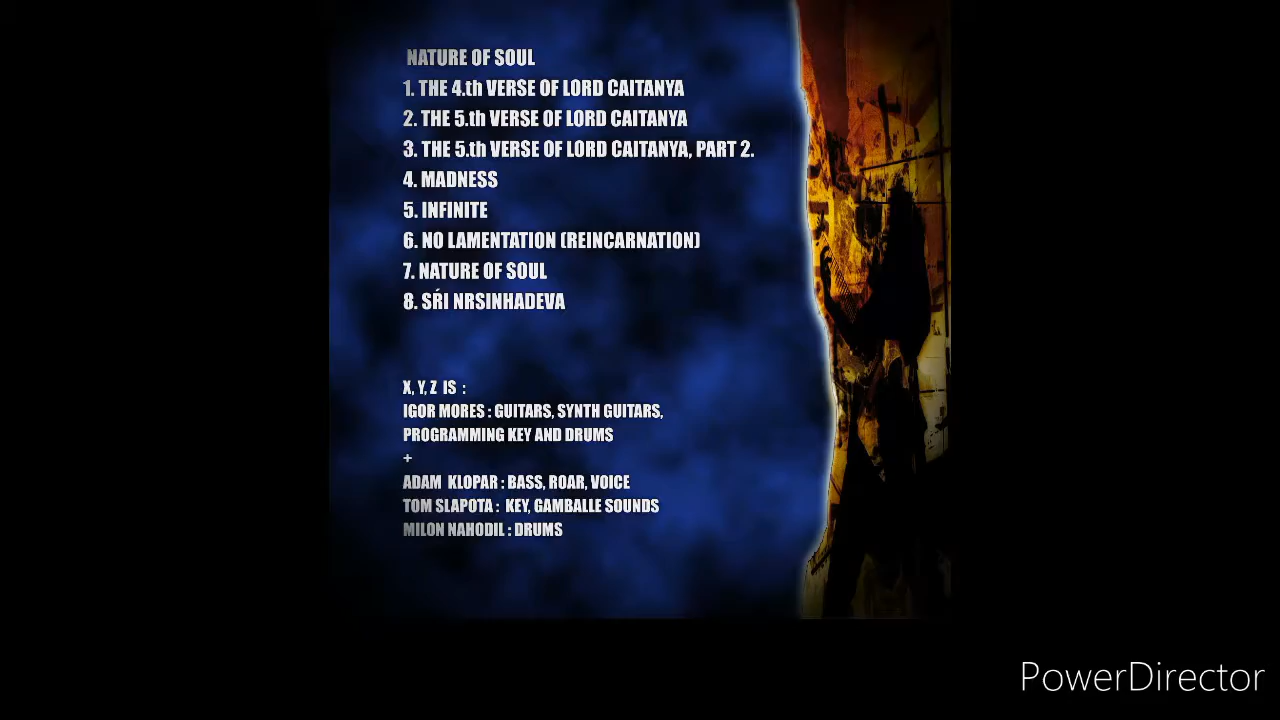 NATURE OF SOUL
1. THE 4.th VERSE OF LORD CAITANYA
2. THE 5.th VERSE OF LORD CAITANYA
3. THE 5.th VERSE OF LORD CAITANYA, PART 2.
4. MADNESS
5. INFINITE
6. NO LAMENTATION (REINCARNATION)
7. NATURE OF SOUL
8. SŔI NRSINHADEVA
X, Y, Z IS :
IGOR MORES : GUITARS, SYNTH GUITARS,
PROGRAMMING KEY AND DRUMS
+
ADAM KLOPAR : BASS, ROAR, VOICE
TOM SLAPOTA : KEY, GAMBALLE SOUNDS
MILON NAHODIL : DRUMS
PowerDirector